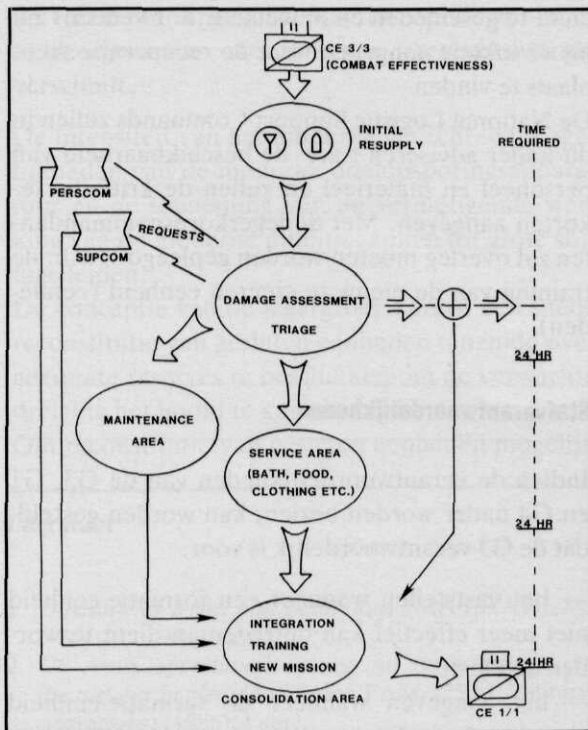 CE 3/3
(COMBAT EFFECTIVENESS)
INITIAL
RESUPPLY
TIME
REQUIRED
PERSCOM
REQUESTS
SUPCOM
DAMAGE ASSESSMENT
TRIAGE
24 HR
MAINTENANCE
AREA
SERVICE AREA
(BATH, FOOD,
CLOTHING ETC.)
24 HR
INTEGRATION
TRAINING
NEW MISSION
24 HR
CONSOLIDATION AREA
CE 1/1